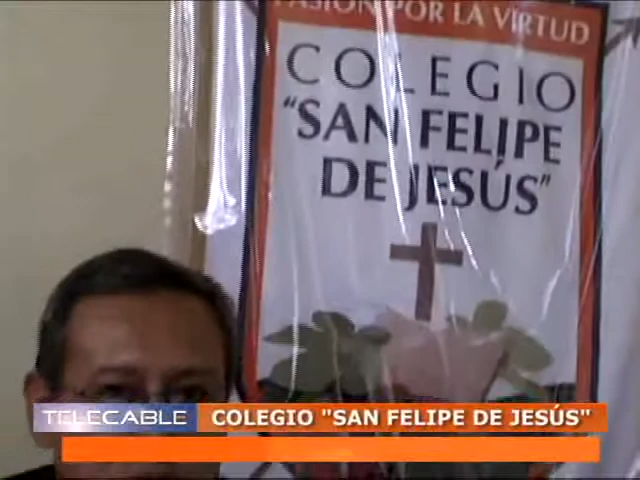 PASIÓN POR LA VIRTUD
COLEGIO
"SAN FELIPE
DE JESÚS"
TELECABLE
COLEGIO "SAN FELIPE DE JESÚS"